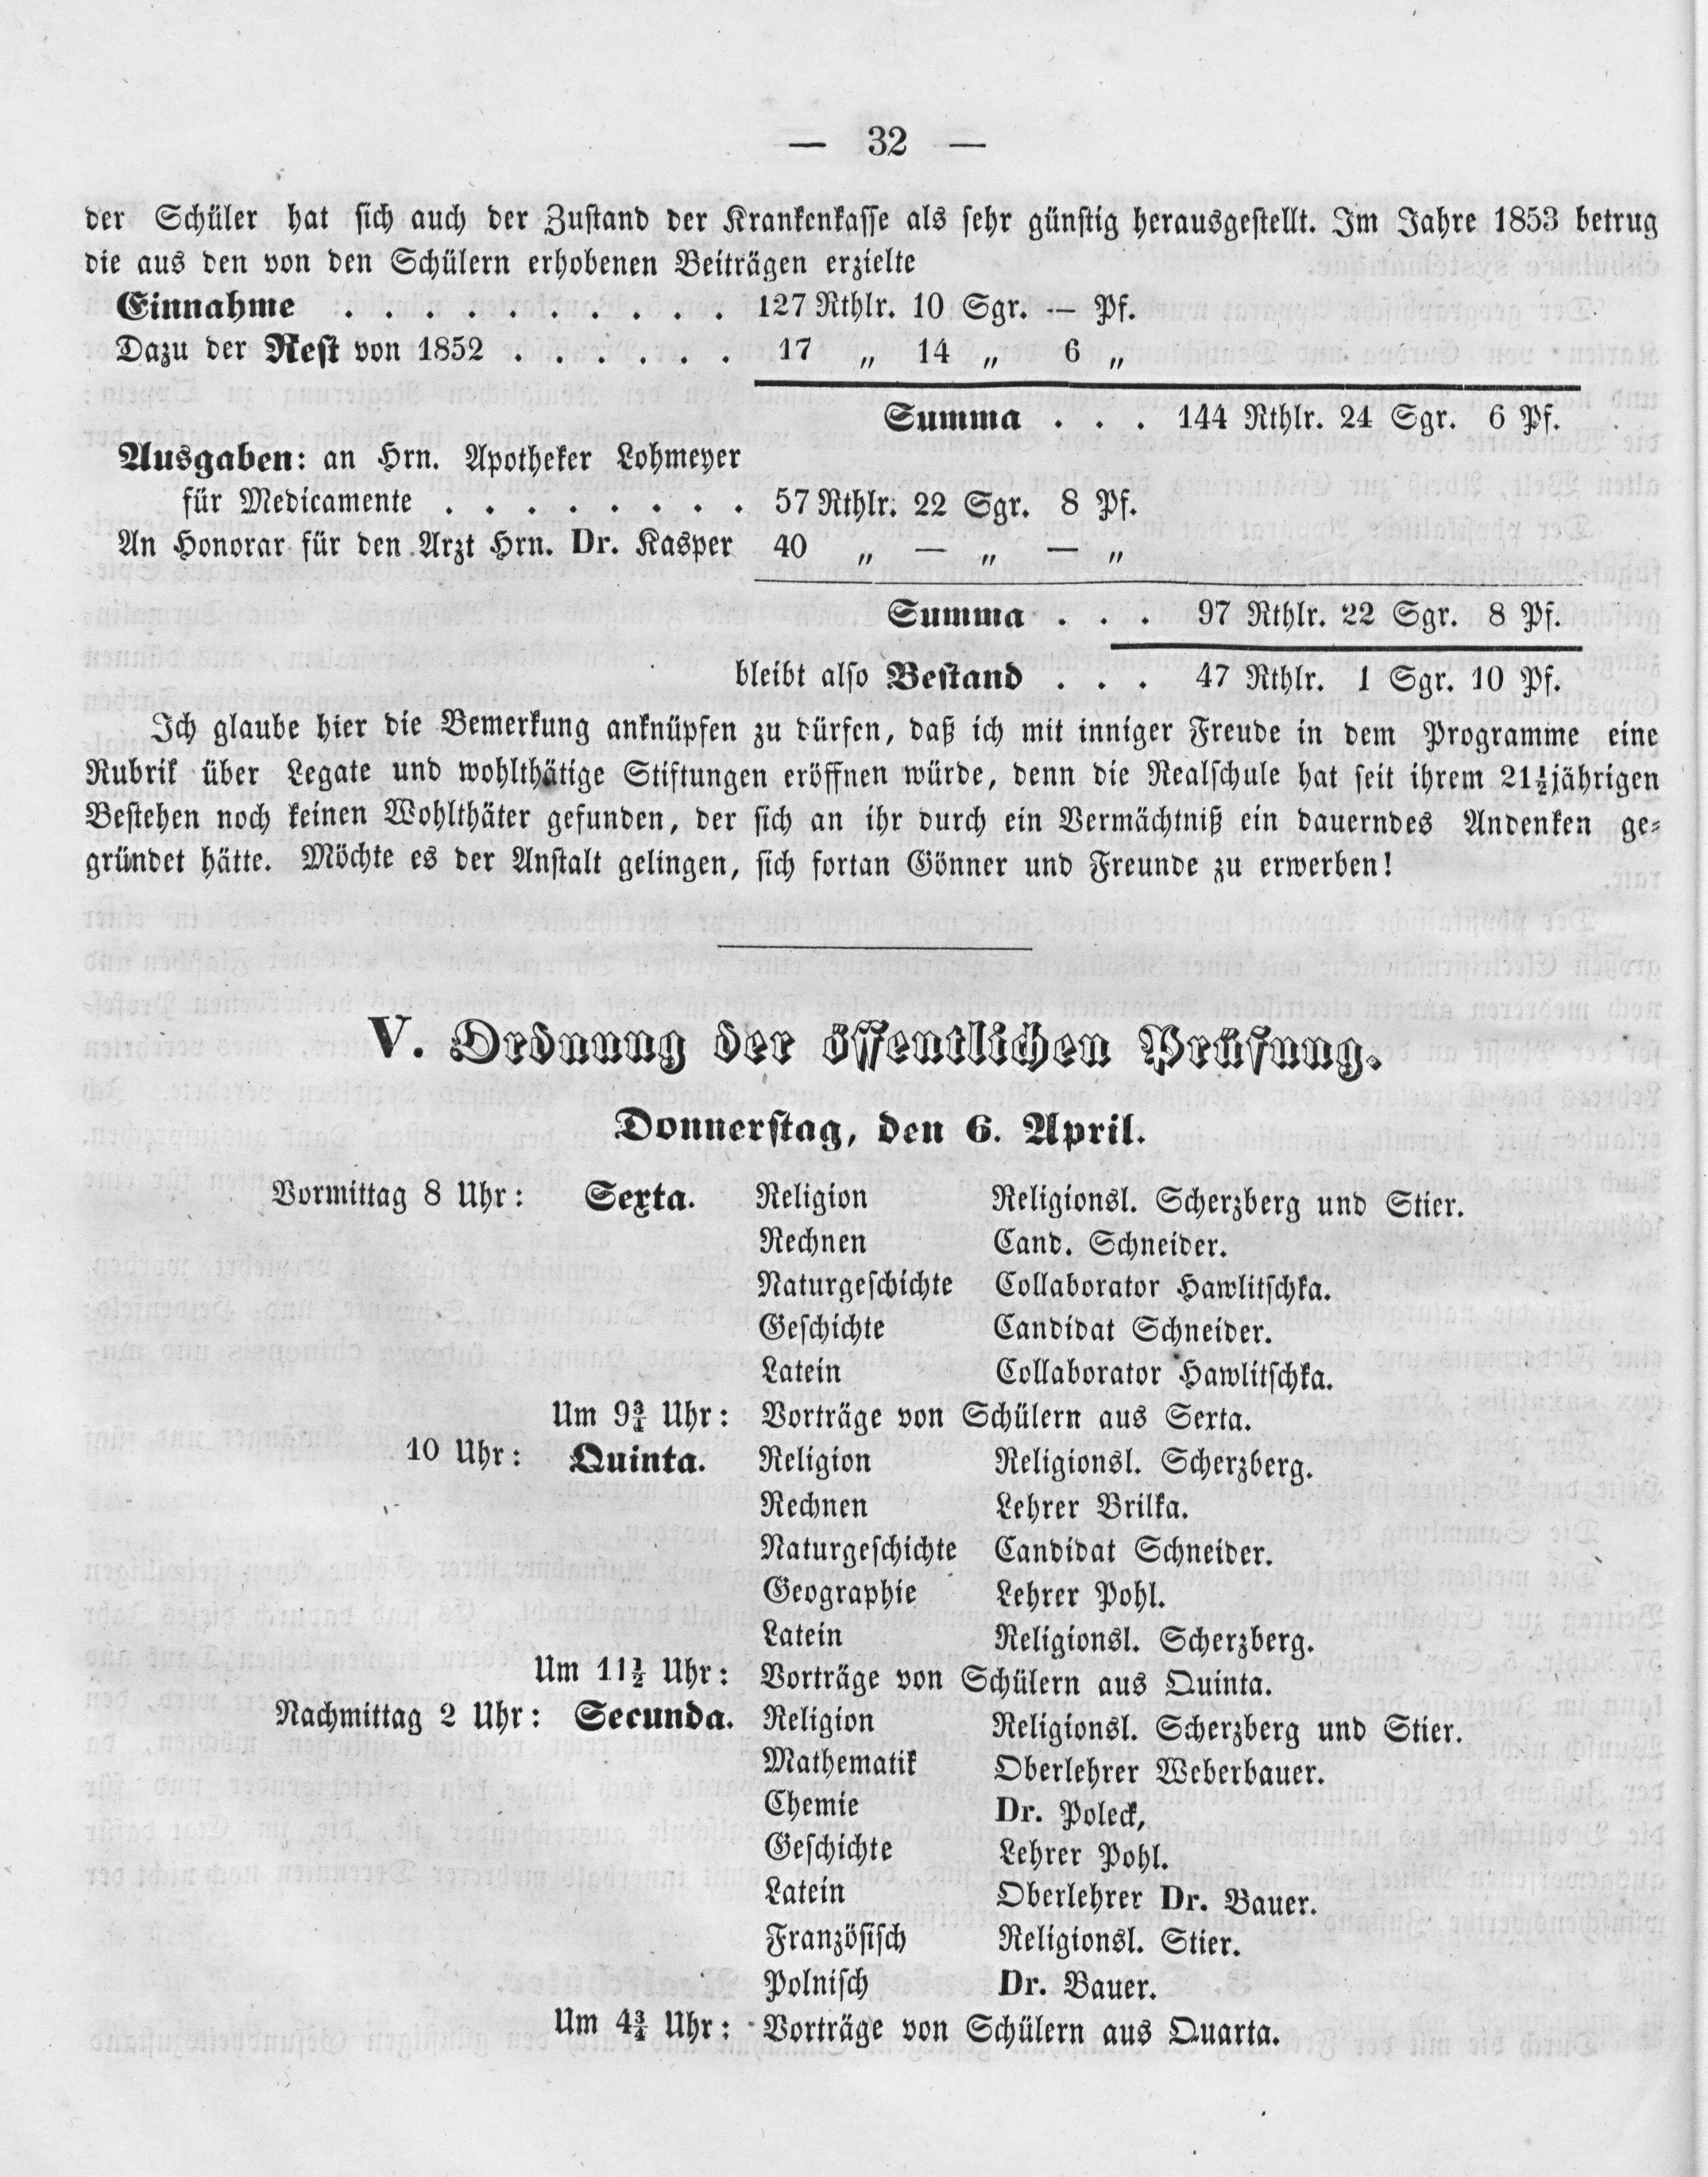 — 32 —
der Schüler hat sich auch der Zustand der Krankenkasse als sehr günstig herausgestellt. Im Jahre 1853 betrug
die aus den von den Schülern erhobenen Beiträgen erzielte
Einnahme . . . . . . . . . . 127 Rthlr. 10 Sgr. — Pf.
Dazu der Rest von 1852 . . . . . . 17 „ 14 „ 6 „
Summa . . . 144 Rthlr. 24 Sgr. 6 Pf.
Ausgaben: an Hrn. Apotheker Lohmeyer
für Medicamente . . . . . . . . 57 Rthlr. 22 Sgr. 8 Pf.
An Honorar für den Arzt Hrn. Dr. Kasper 40 „ — „ — „
Summa . . . 97 Rthlr. 22 Sgr. 8 Pf.
bleibt also Bestand . . . 47 Rthlr. 1 Sgr. 10 Pf.
Ich glaube hier die Bemerkung anknüpfen zu dürfen, daß ich mit inniger Freude in dem Programme eine
Rubrik über Legate und wohlthätige Stiftungen eröffnen würde, denn die Realschule hat seit ihrem 21½jährigen
Bestehen noch keinen Wohlthäter gefunden, der sich an ihr durch ein Vermächtniß ein dauerndes Andenken ge-
gründet hätte. Möchte es der Anstalt gelingen, sich fortan Gönner und Freunde zu erwerben!
V. Ordnung der öffentlichen Prüfung.
Donnerstag, den 6. April.
Vormittag 8 Uhr: Sexta. Religion Religionsl. Scherzberg und Stier.
Rechnen Cand. Schneider.
Naturgeschichte Collaborator Hawlitschka.
Geschichte Candidat Schneider.
Latein Collaborator Hawlitschka.
Um 9¾ Uhr: Vorträge von Schülern aus Sexta.
10 Uhr: Quinta. Religion Religionsl. Scherzberg.
Rechnen Lehrer Brilka.
Naturgeschichte Candidat Schneider.
Geographie Lehrer Pohl.
Latein Religionsl. Scherzberg.
Um 11½ Uhr: Vorträge von Schülern aus Quinta.
Nachmittag 2 Uhr: Secunda. Religion Religionsl. Scherzberg und Stier.
Mathematik Oberlehrer Weberbauer.
Chemie Dr. Poleck,
Geschichte Lehrer Pohl.
Latein Oberlehrer Dr. Bauer.
Französisch Religionsl. Stier.
Polnisch Dr. Bauer.
Um 4¾ Uhr: Vorträge von Schülern aus Quarta.